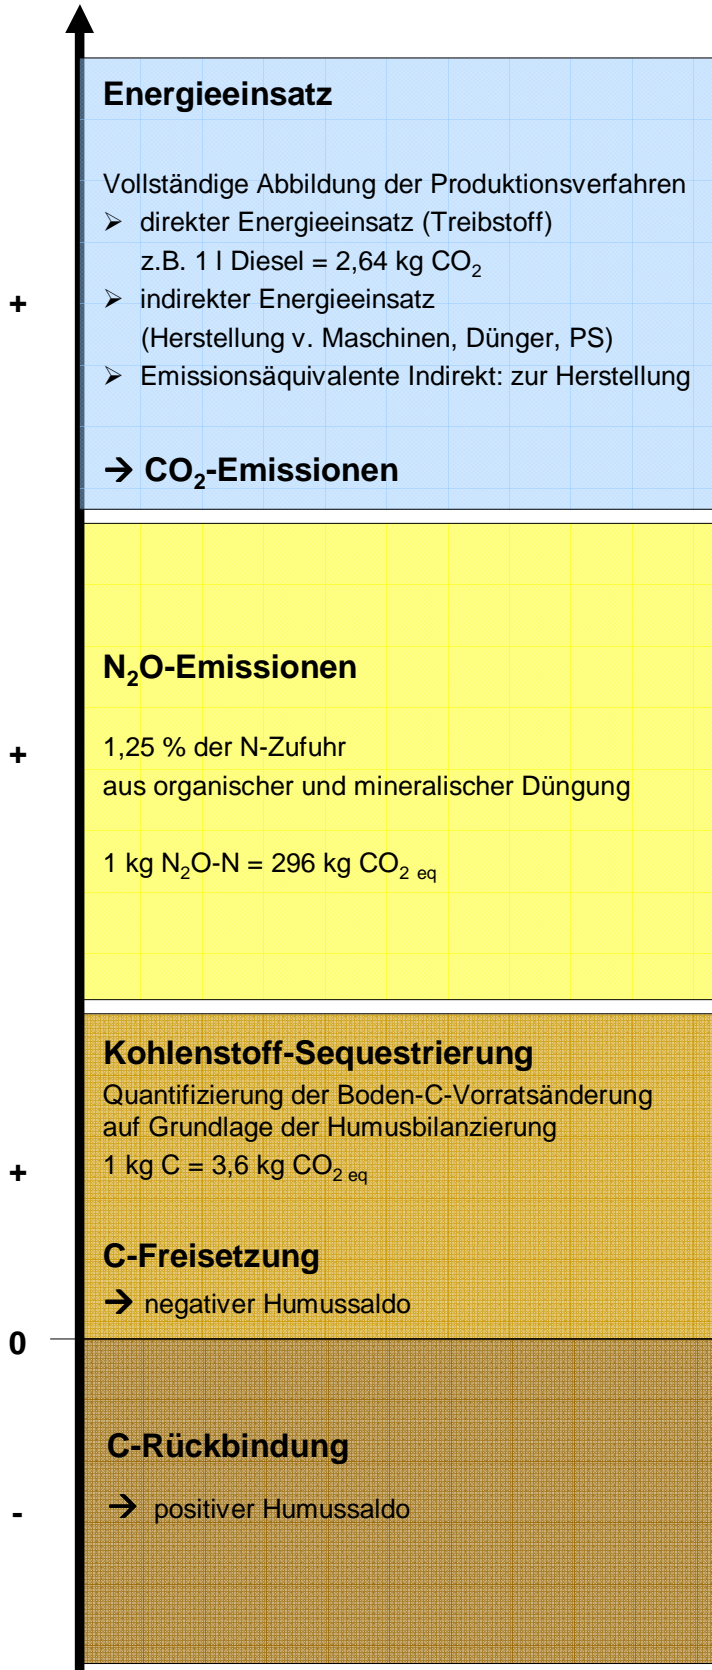 Energieeinsatz
Vollständige Abbildung der Produktionsverfahren
➢ direkter Energieeinsatz (Treibstoff)
z.B. 1 l Diesel = 2,64 kg CO₂
+
➢ indirekter Energieeinsatz
(Herstellung v. Maschinen, Dünger, PS)
➢ Emissionsäquivalente Indirekt: zur Herstellung
→ CO₂-Emissionen
N₂O-Emissionen
+
1,25 % der N-Zufuhr
aus organischer und mineralischer Düngung
1 kg N₂O-N = 296 kg CO₂ eq
Kohlenstoff-Sequestrierung
Quantifizierung der Boden-C-Vorratsänderung
auf Grundlage der Humusbilanzierung
+
1 kg C = 3,6 kg CO₂ eq
C-Freisetzung
→ negativer Humussaldo
0
C-Rückbindung
-
→ positiver Humussaldo